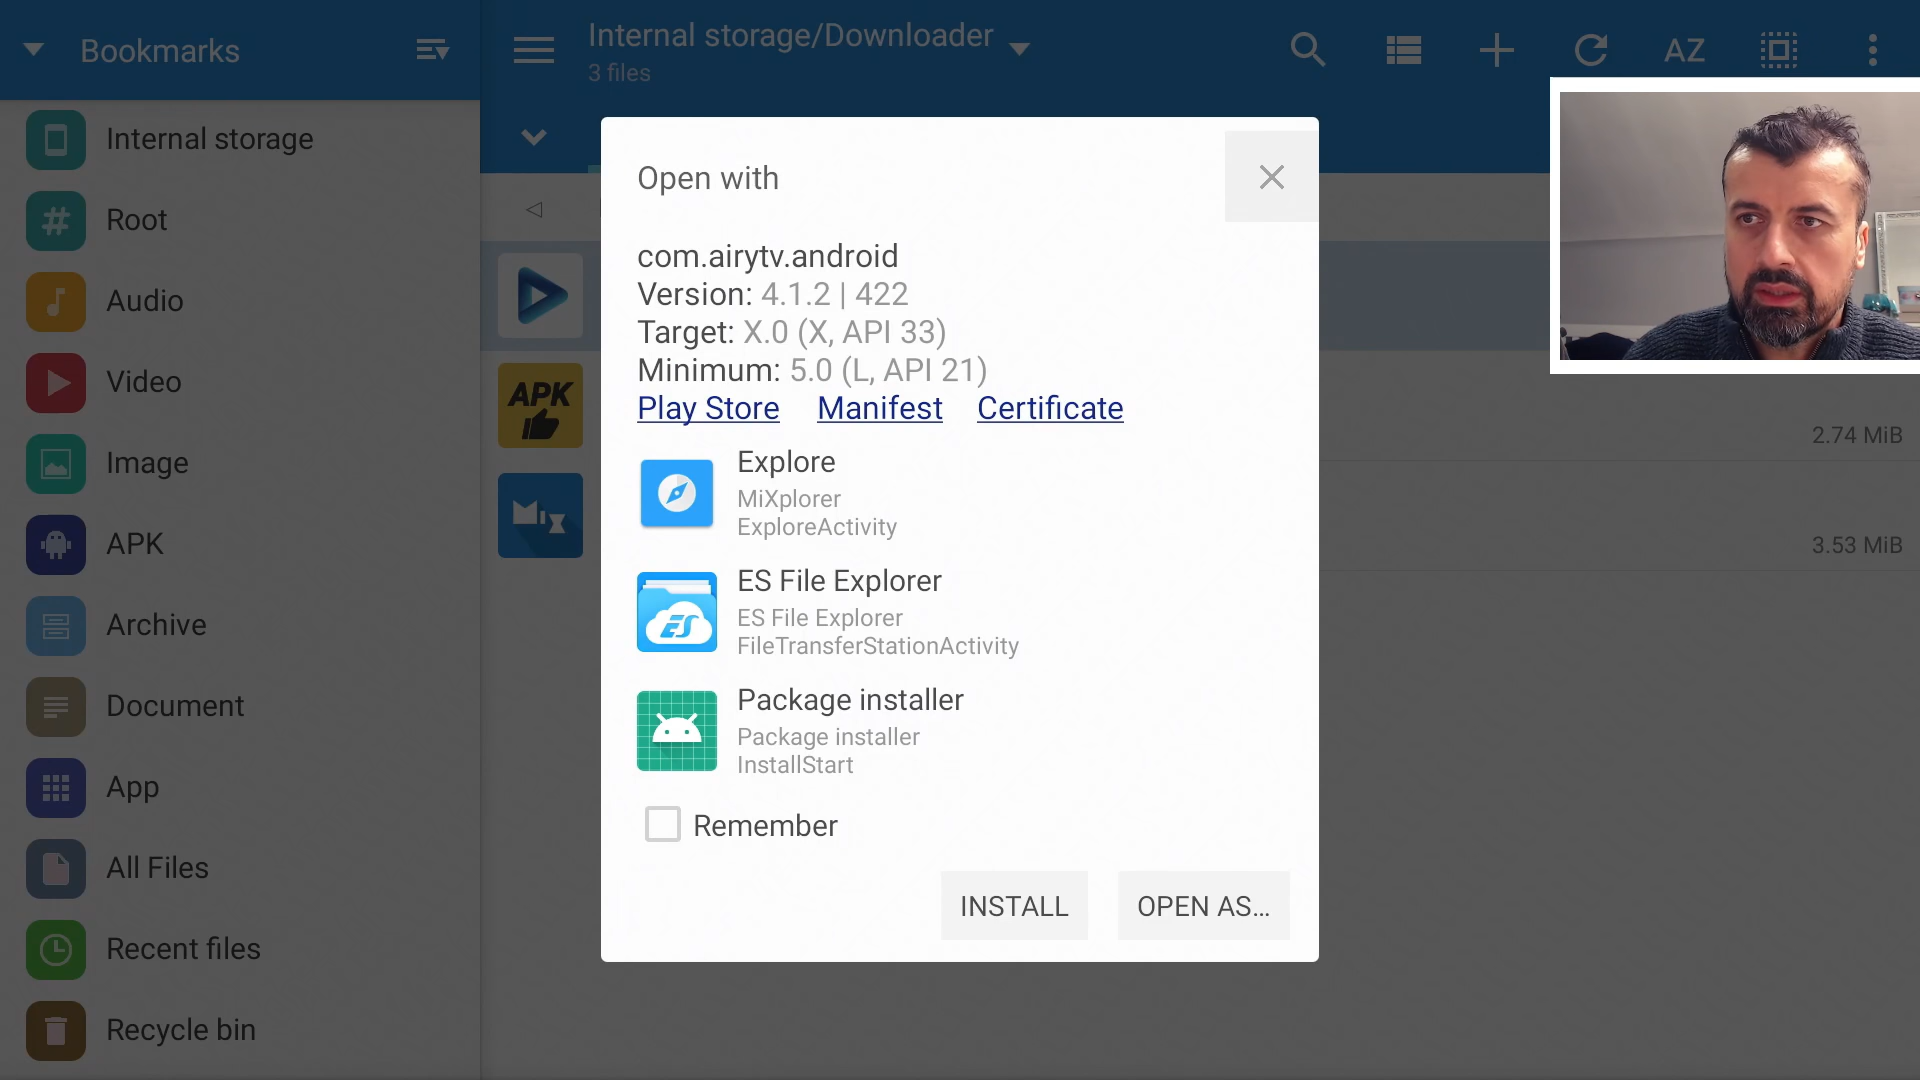 Bookmarks
Internal storage/Downloader
3 files
AZ
Internal storage
Root
Audio
Video
Image
APK
Archive
Document
App
All Files
Recent files
Recycle bin
APK
2.74 MiB
3.53 MiB
Open with
com.airytv.android
Version: 4.1.2 | 422
Target: X.0 (X, API 33)
Minimum: 5.0 (L, API 21)
Play Store Manifest Certificate
Explore
MiXplorer
ExploreActivity
ES File Explorer
ES File Explorer
FileTransferStationActivity
ES
Package installer
Package installer
InstallStart
Remember
INSTALL
OPEN AS...